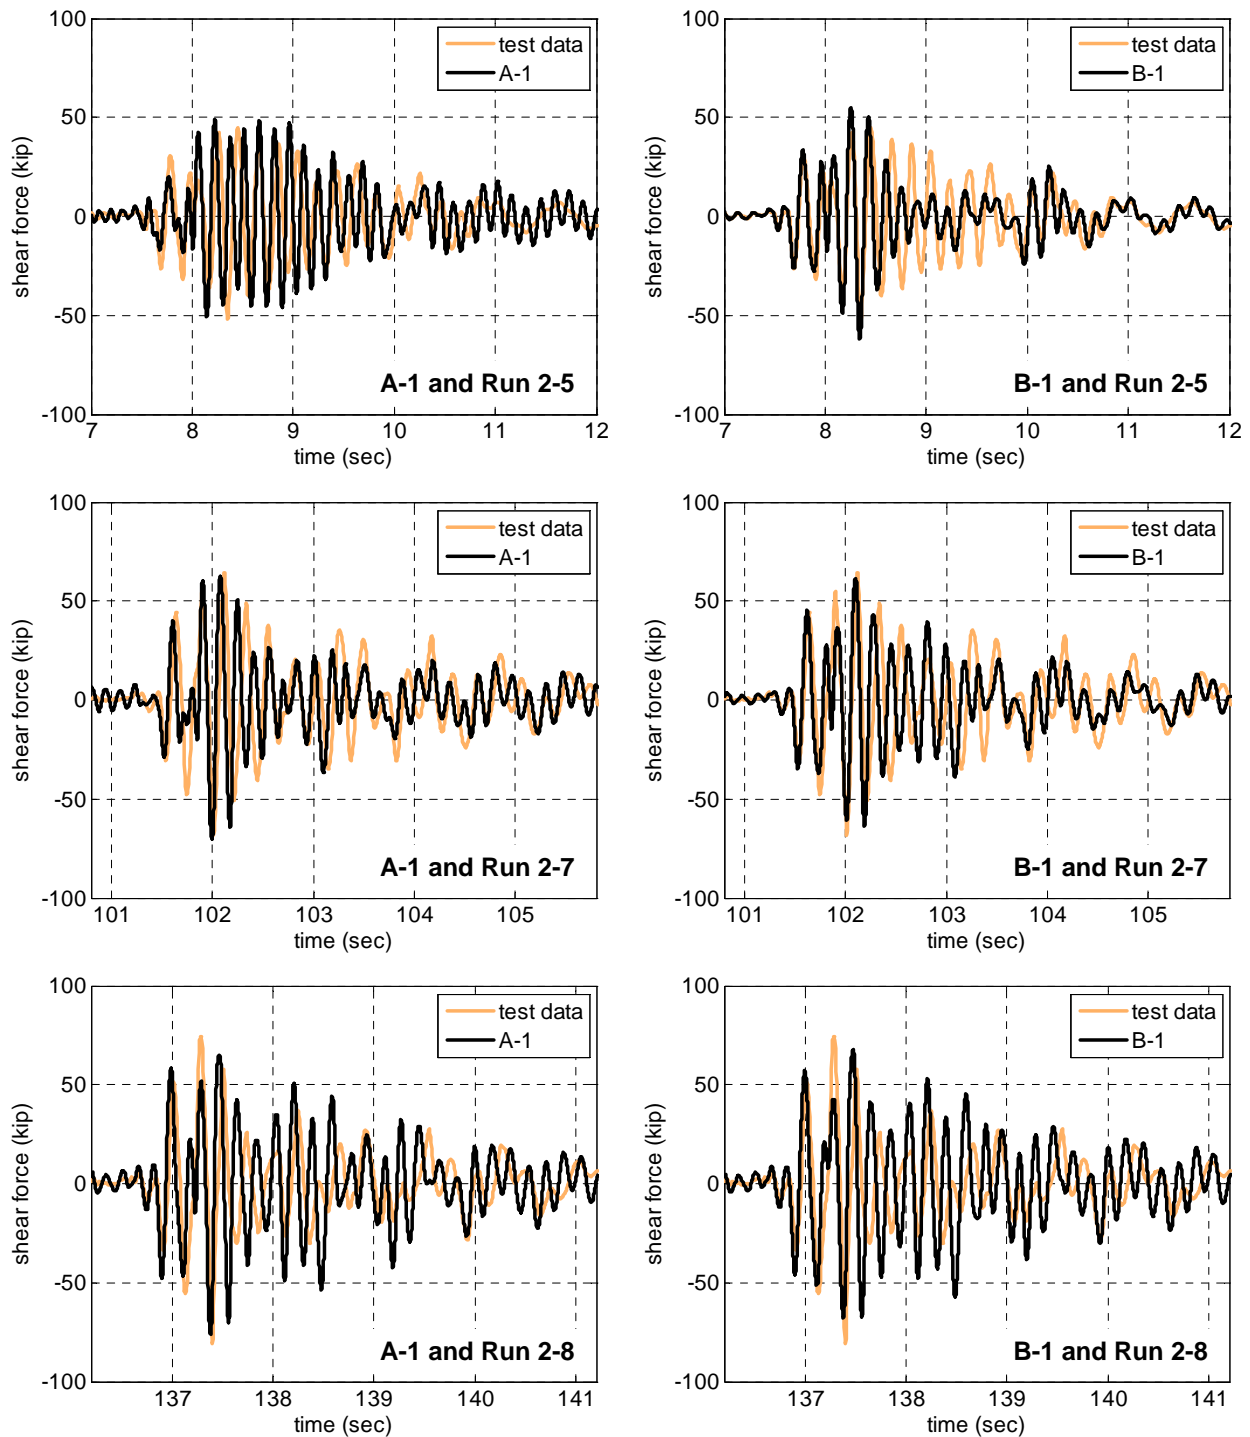 100
50
0
-50
-100
shear force (kip)
test data
A-1
A-1 and Run 2-5
7 8 9 10 11 12
time (sec)
100
50
0
-50
-100
shear force (kip)
test data
B-1
B-1 and Run 2-5
7 8 9 10 11 12
time (sec)
100
50
0
-50
-100
shear force (kip)
test data
A-1
A-1 and Run 2-7
101 102 103 104 105
time (sec)
100
50
0
-50
-100
shear force (kip)
test data
B-1
B-1 and Run 2-7
101 102 103 104 105
time (sec)
100
50
0
-50
-100
shear force (kip)
test data
A-1
A-1 and Run 2-8
137 138 139 140 141
time (sec)
100
50
0
-50
-100
shear force (kip)
test data
B-1
B-1 and Run 2-8
137 138 139 140 141
time (sec)